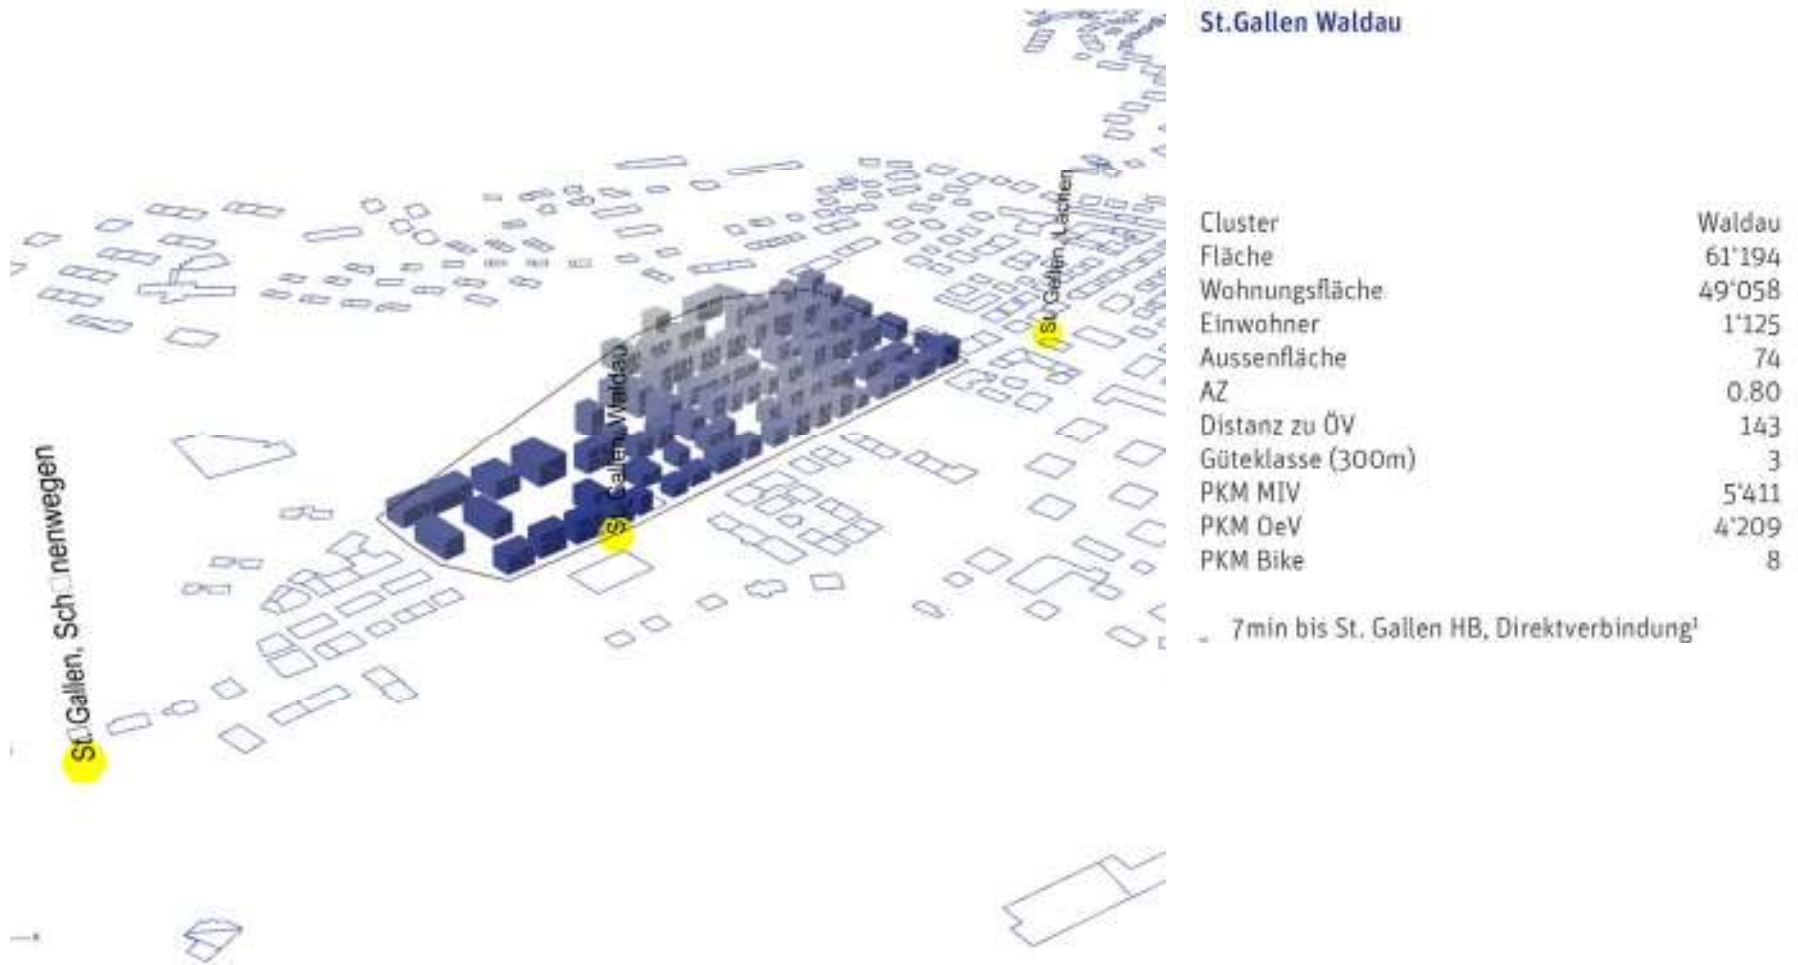 St.Gallen Waldau
Cluster Waldau
Fläche 61'194
Wohnungsfläche 49'058
Einwohner 1'125
Aussenfläche 74
AZ 0.80
Distanz zu ÖV 143
Güteklasse (300m) 3
PKM MIV 5'411
PKM OeV 4'209
PKM Bike 8
_ 7min bis St. Gallen HB, Direktverbindung¹
St. Gallen, Lachen
St. Gallen, Waldau
St.Gallen, Sch□nenwegen